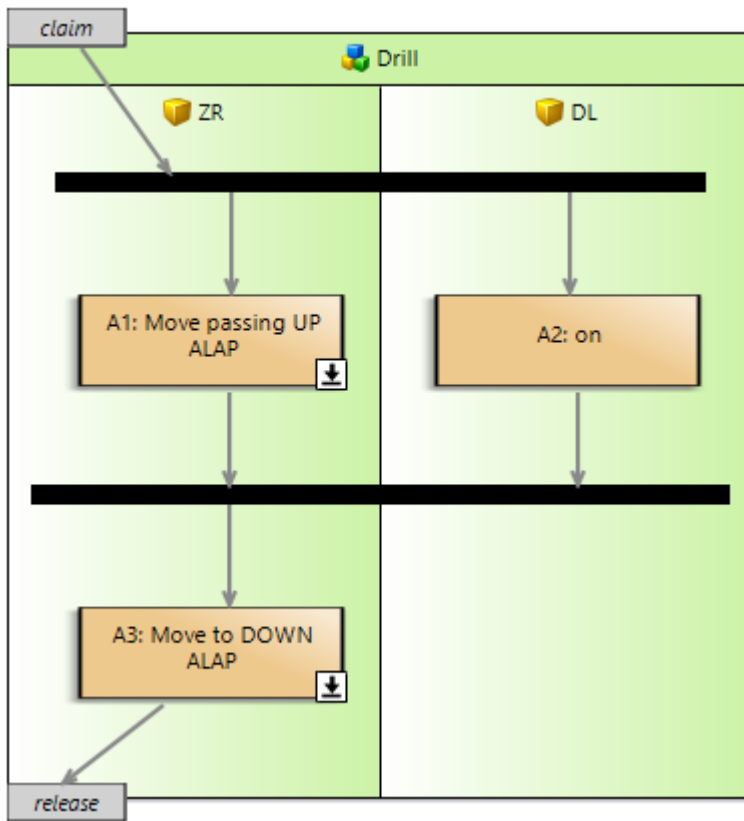 claim
Drill
ZR
DL
A1: Move passing UP
ALAP
A2: on
A3: Move to DOWN
ALAP
release